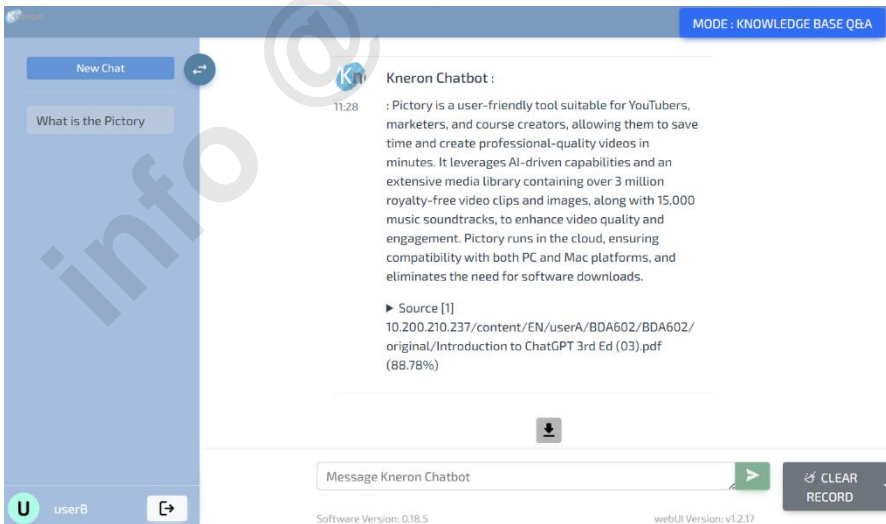 Kneron
MODE : KNOWLEDGE BASE Q&A
New Chat
What is the Pictory
Kn
Kneron Chatbot :
11:28
: Pictory is a user-friendly tool suitable for YouTubers,
marketers, and course creators, allowing them to save
time and create professional-quality videos in
minutes. It leverages AI-driven capabilities and an
extensive media library containing over 3 million
royalty-free video clips and images, along with 15,000
music soundtracks, to enhance video quality and
engagement. Pictory runs in the cloud, ensuring
compatibility with both PC and Mac platforms, and
eliminates the need for software downloads.
▶ Source [1]
10.200.210.237/content/EN/userA/BDA602/BDA602/
original/Introduction to ChatGPT 3rd Ed (03).pdf
(88.78%)
info @
Message Kneron Chatbot
CLEAR
RECORD
U userB
Software Version: 0.18.5
webUI Version: v1.2.17